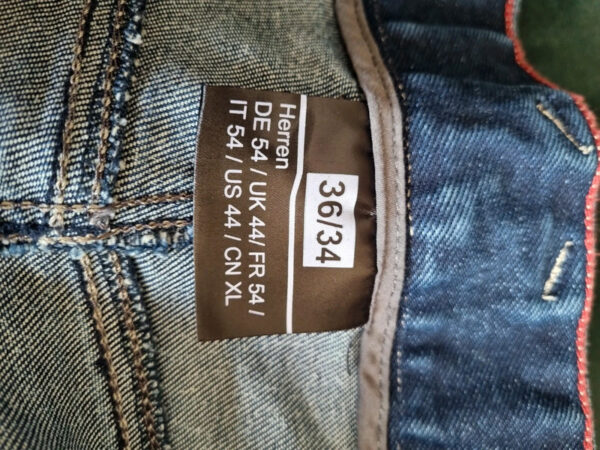 36/34
Herren
DE 54 / UK 44/ FR 54 /
IT 54 / US 44 / CN XL